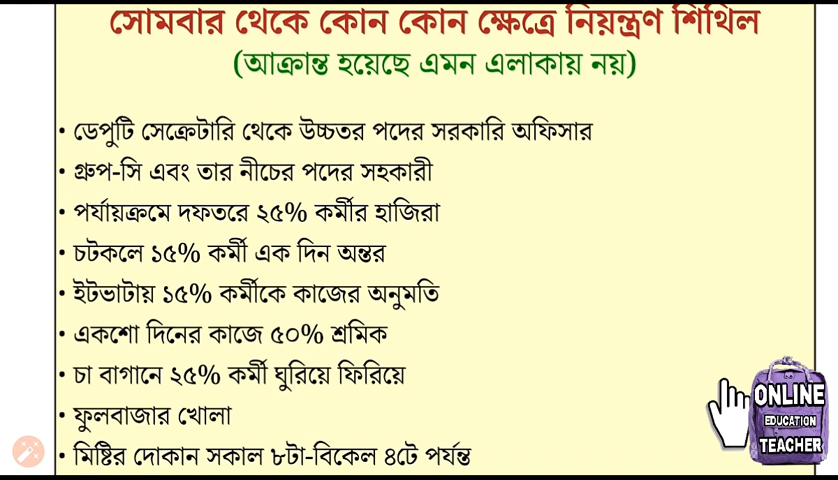 সোমবার থেকে কোন কোন ক্ষেত্রে নিয়ন্ত্রণ শিথিল
(আক্রান্ত হয়েছে এমন এলাকায় নয়)
• ডেপুটি সেক্রেটারি থেকে উচ্চতর পদের সরকারি অফিসার
• গ্রুপ-সি এবং তার নীচের পদের সহকারী
• পর্যায়ক্রমে দফতরে ২৫% কর্মীর হাজিরা
• চটকলে ১৫% কর্মী এক দিন অন্তর
• ইটভাটায় ১৫% কর্মীকে কাজের অনুমতি
• একশো দিনের কাজে ৫০% শ্রমিক
• চা বাগানে ২৫% কর্মী ঘুরিয়ে ফিরিয়ে
• ফুলবাজার খোলা
• মিষ্টির দোকান সকাল ৮টা-বিকেল ৪টে পর্যন্ত
ONLINE
EDUCATION
TEACHER